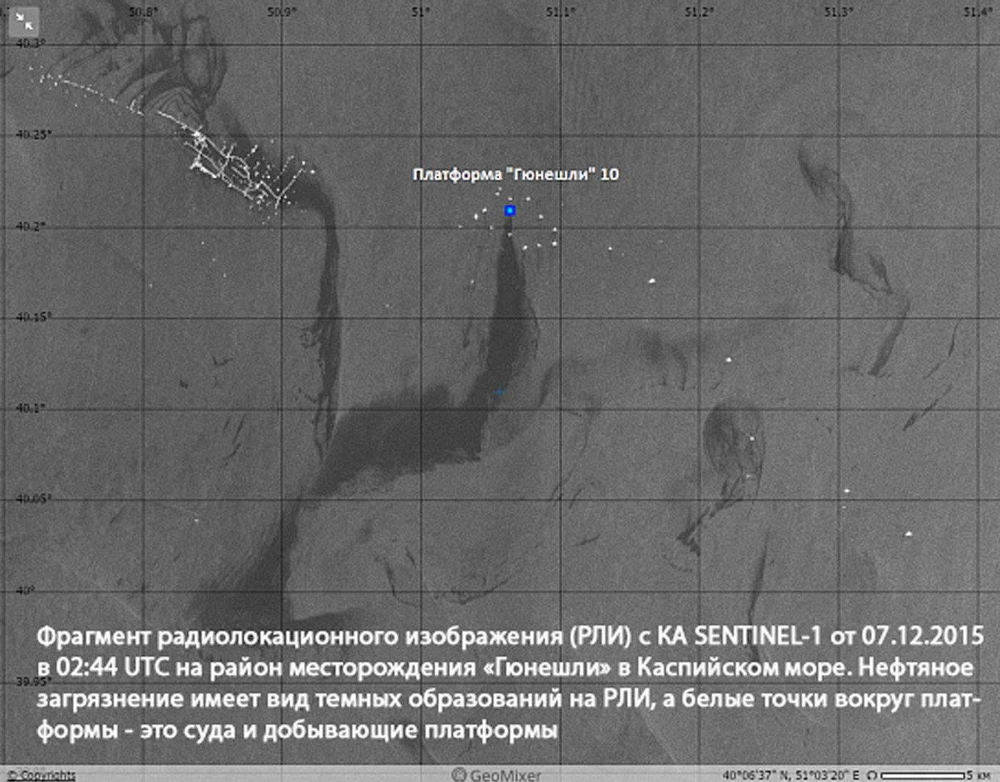 50.8° 50.9° 51° 51.1° 51.2° 51.3° 51.4°
40.3°
40.25°
Платформа "Гюнешли" 10
40.2°
40.15°
40.1°
40.05°
40°
Фрагмент радиолокационного изображения (РЛИ) с КА SENTINEL-1 от 07.12.2015
в 02:44 UTC на район месторождения «Гюнешли» в Каспийском море. Нефтяное
39.95°
загрязнение имеет вид темных образований на РЛИ, а белые точки вокруг плат-
формы - это суда и добывающие платформы
© Copyrights GeoMixer 40°06'37" N, 51°03'20" E 5 км